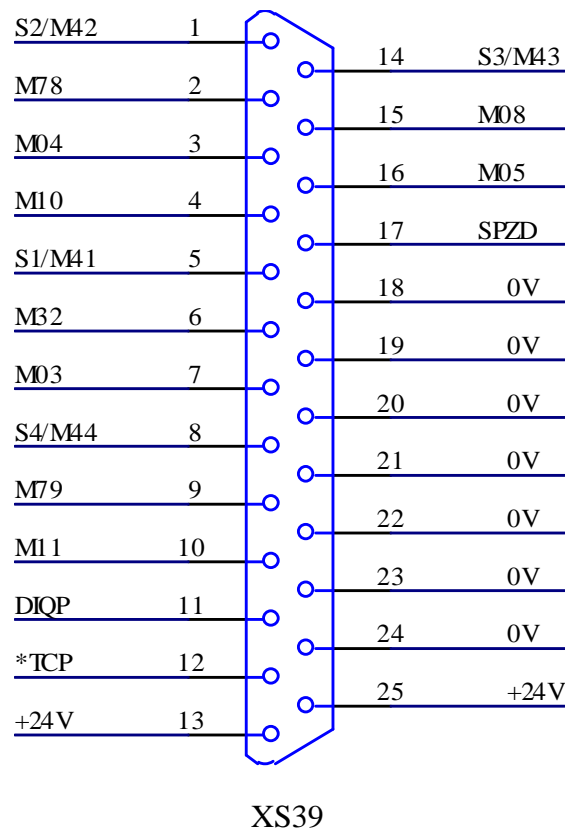 S2/M42 1
14 S3/M43
M78 2
15 M08
M04 3
16 M05
M10 4
17 SPZD
S1/M41 5
18 0V
M32 6
19 0V
M03 7
20 0V
S4/M44 8
21 0V
M79 9
22 0V
M11 10
23 0V
DIQP 11
24 0V
*TCP 12
25 +24V
+24V 13
XS39